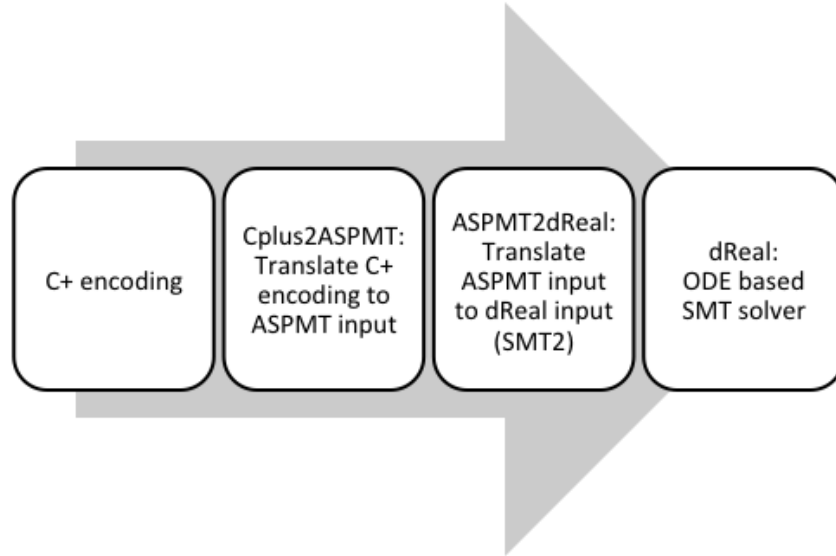 C+ encoding
Cplus2ASPMT:
Translate C+
encoding to
ASPMT input
ASPMT2dReal:
Translate
ASPMT input
to dReal input
(SMT2)
dReal:
ODE based
SMT solver